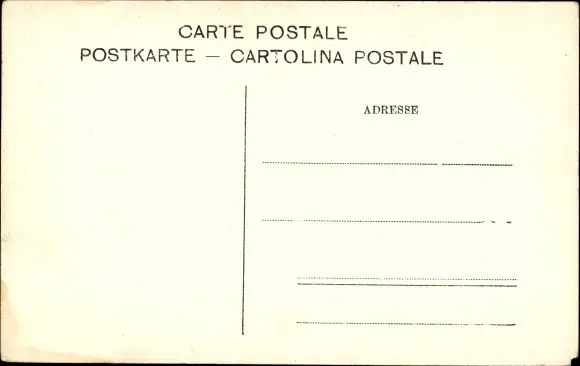 CARTE POSTALE
POSTKARTE — CARTOLINA POSTALE
ADRESSE